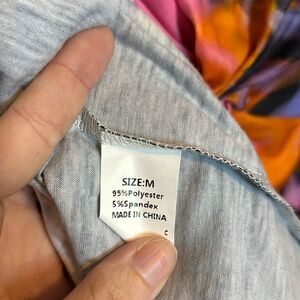 SIZE:M
95%Polyester
5%Spandex
MADE IN CHINA
C